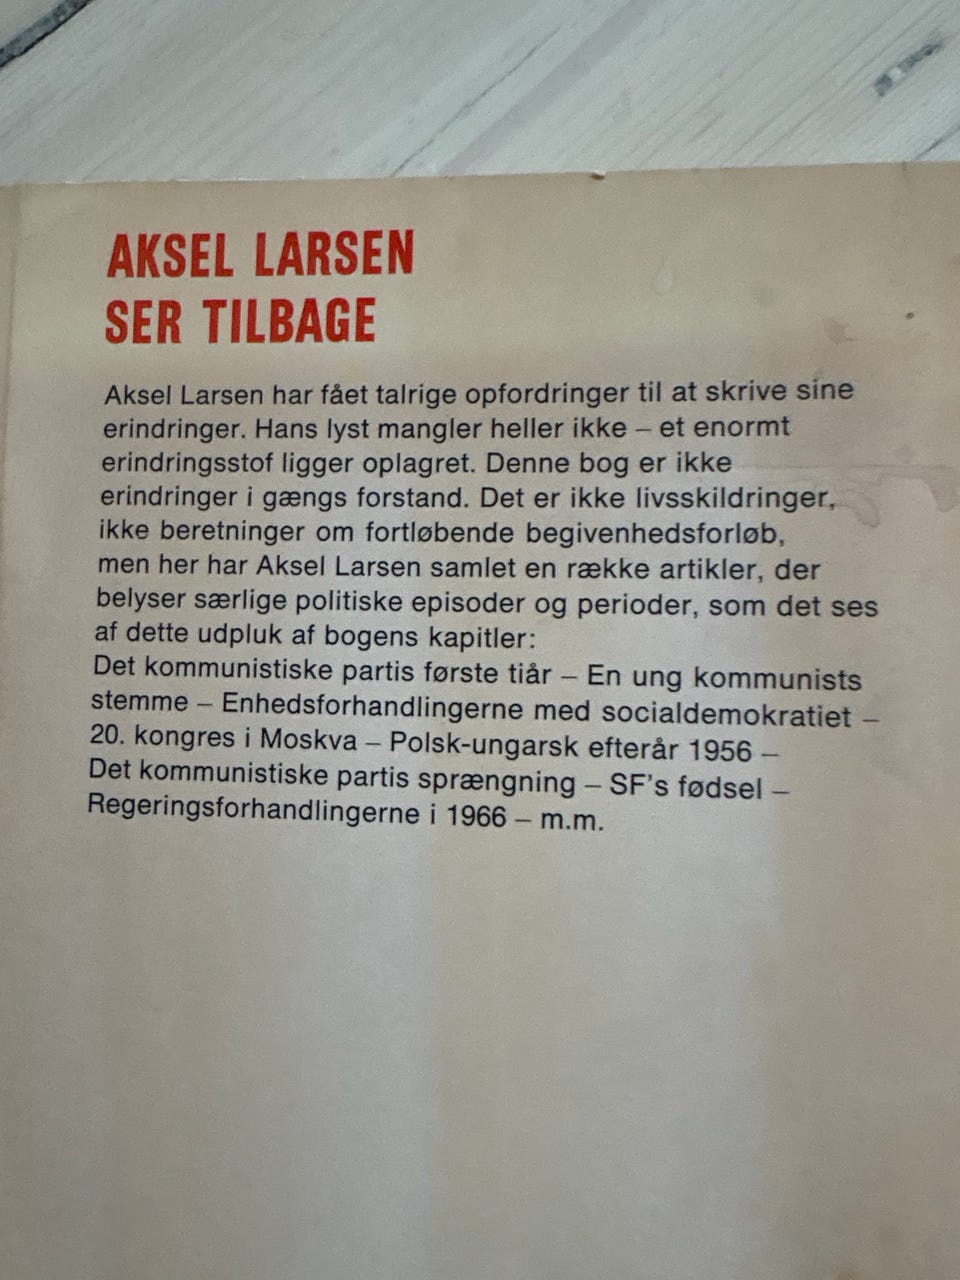 AKSEL LARSEN
SER TILBAGE
Aksel Larsen har fået talrige opfordringer til at skrive sine
erindringer. Hans lyst mangler heller ikke – et enormt
erindringsstof ligger oplagret. Denne bog er ikke
erindringer i gængs forstand. Det er ikke livsskildringer,
ikke beretninger om fortløbende begivenhedsforløb,
men her har Aksel Larsen samlet en række artikler, der
belyser særlige politiske episoder og perioder, som det ses
af dette udpluk af bogens kapitler:
Det kommunistiske partis første tiår – En ung kommunists
stemme – Enhedsforhandlingerne med socialdemokratiet –
20. kongres i Moskva – Polsk-ungarsk efterår 1956 –
Det kommunistiske partis sprængning – SF's fødsel –
Regeringsforhandlingerne i 1966 – m.m.